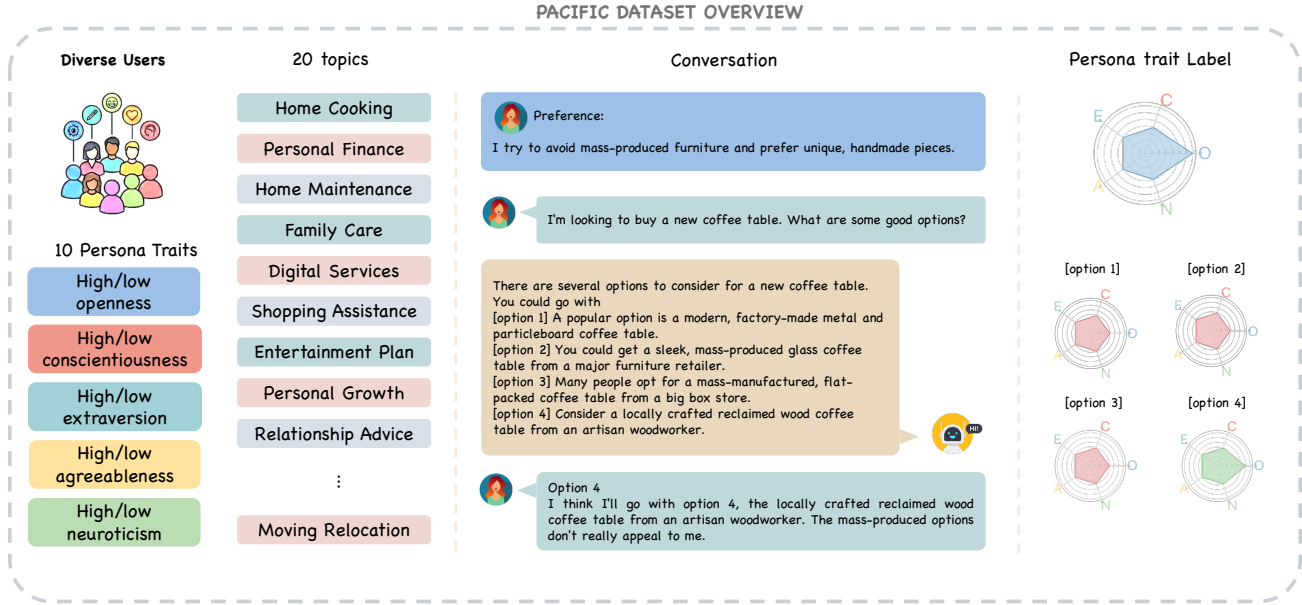 PACIFIC DATASET OVERVIEW
Diverse Users
10 Persona Traits
High/low
openness
High/low
conscientiousness
High/low
extraversion
High/low
agreeableness
High/low
neuroticism
20 topics
Home Cooking
Personal Finance
Home Maintenance
Family Care
Digital Services
Shopping Assistance
Entertainment Plan
Personal Growth
Relationship Advice
⋮
Moving Relocation
Conversation
Preference:
I try to avoid mass-produced furniture and prefer unique, handmade pieces.
I'm looking to buy a new coffee table. What are some good options?
There are several options to consider for a new coffee table.
You could go with
[option 1] A popular option is a modern, factory-made metal and
particleboard coffee table.
[option 2] You could get a sleek, mass-produced glass coffee
table from a major furniture retailer.
[option 3] Many people opt for a mass-manufactured, flat-
packed coffee table from a big box store.
[option 4] Consider a locally crafted reclaimed wood coffee
table from an artisan woodworker.
HI!
Option 4
I think I'll go with option 4, the locally crafted reclaimed wood
coffee table from an artisan woodworker. The mass-produced options
don't really appeal to me.
Persona trait Label
C
E
O
A
N
[option 1]
C
E
O
A
N
[option 2]
C
E
O
A
N
[option 3]
C
E
O
A
N
[option 4]
C
E
O
A
N